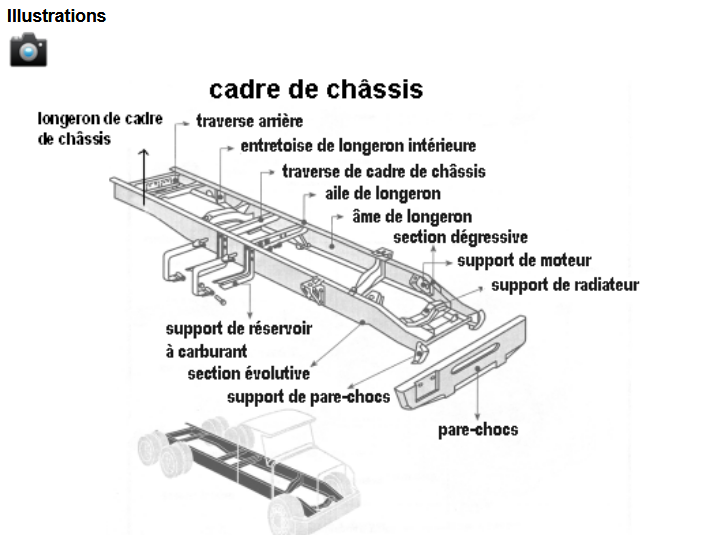 Illustrations
cadre de châssis
longeron de cadre
de châssis
traverse arrière
entretoise de longeron intérieure
traverse de cadre de châssis
aile de longeron
âme de longeron
section dégressive
support de moteur
support de radiateur
support de réservoir
à carburant
section évolutive
support de pare-chocs
pare-chocs